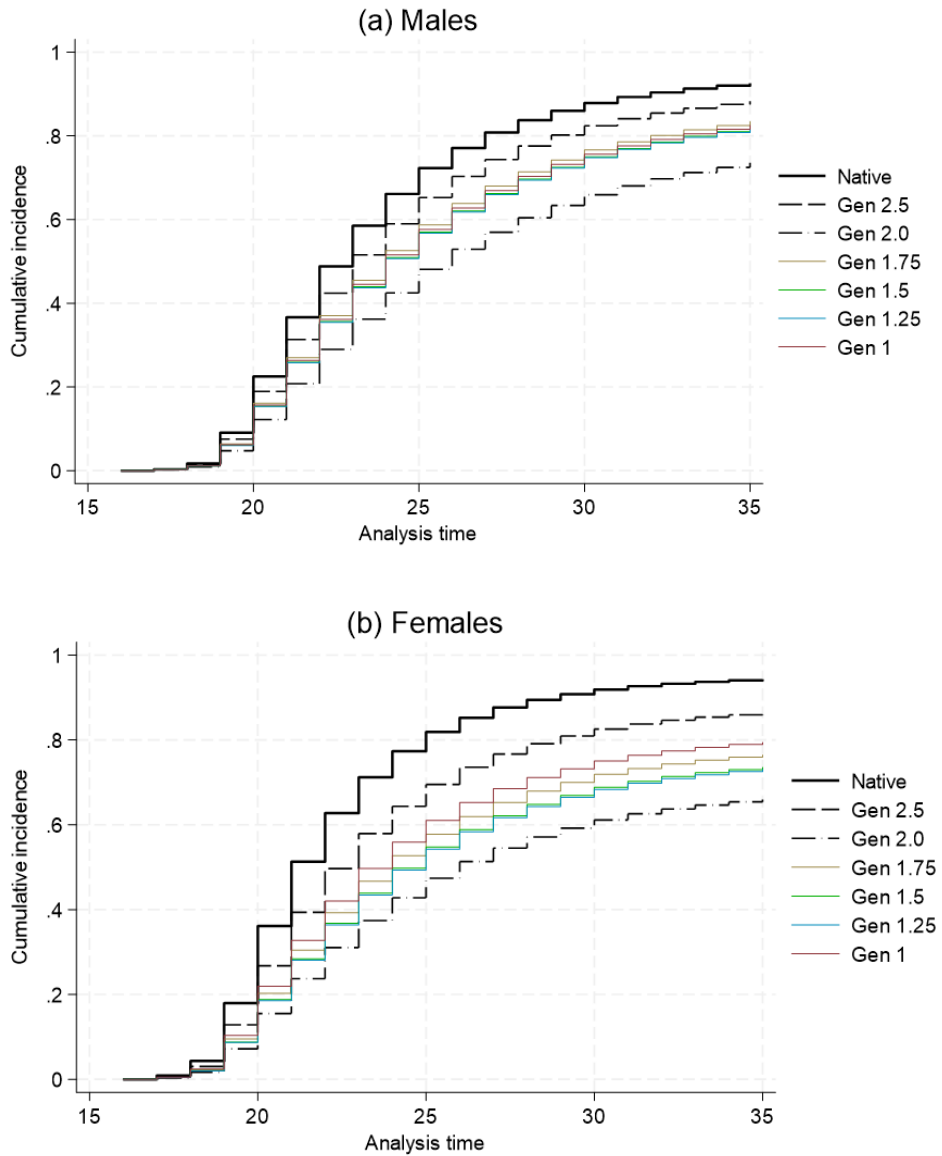 (a) Males
Cumulative incidence
1
.8
.6
.4
.2
0
15 20 25 30 35
Analysis time
Native
Gen 2.5
Gen 2.0
Gen 1.75
Gen 1.5
Gen 1.25
Gen 1
(b) Females
Cumulative incidence
1
.8
.6
.4
.2
0
15 20 25 30 35
Analysis time
Native
Gen 2.5
Gen 2.0
Gen 1.75
Gen 1.5
Gen 1.25
Gen 1